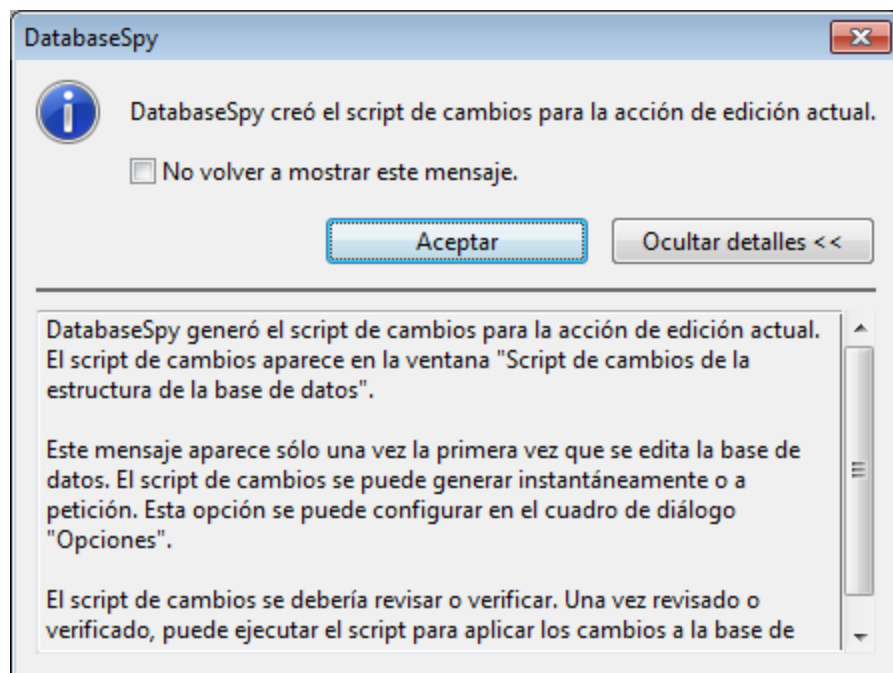 DatabaseSpy
DatabaseSpy creó el script de cambios para la acción de edición actual.
No volver a mostrar este mensaje.
Aceptar
Ocultar detalles <<
DatabaseSpy generó el script de cambios para la acción de edición actual.
El script de cambios aparece en la ventana "Script de cambios de la
estructura de la base de datos".
Este mensaje aparece sólo una vez la primera vez que se edita la base de
datos. El script de cambios se puede generar instantáneamente o a
petición. Esta opción se puede configurar en el cuadro de diálogo
"Opciones".
El script de cambios se debería revisar o verificar. Una vez revisado o
verificado, puede ejecutar el script para aplicar los cambios a la base de